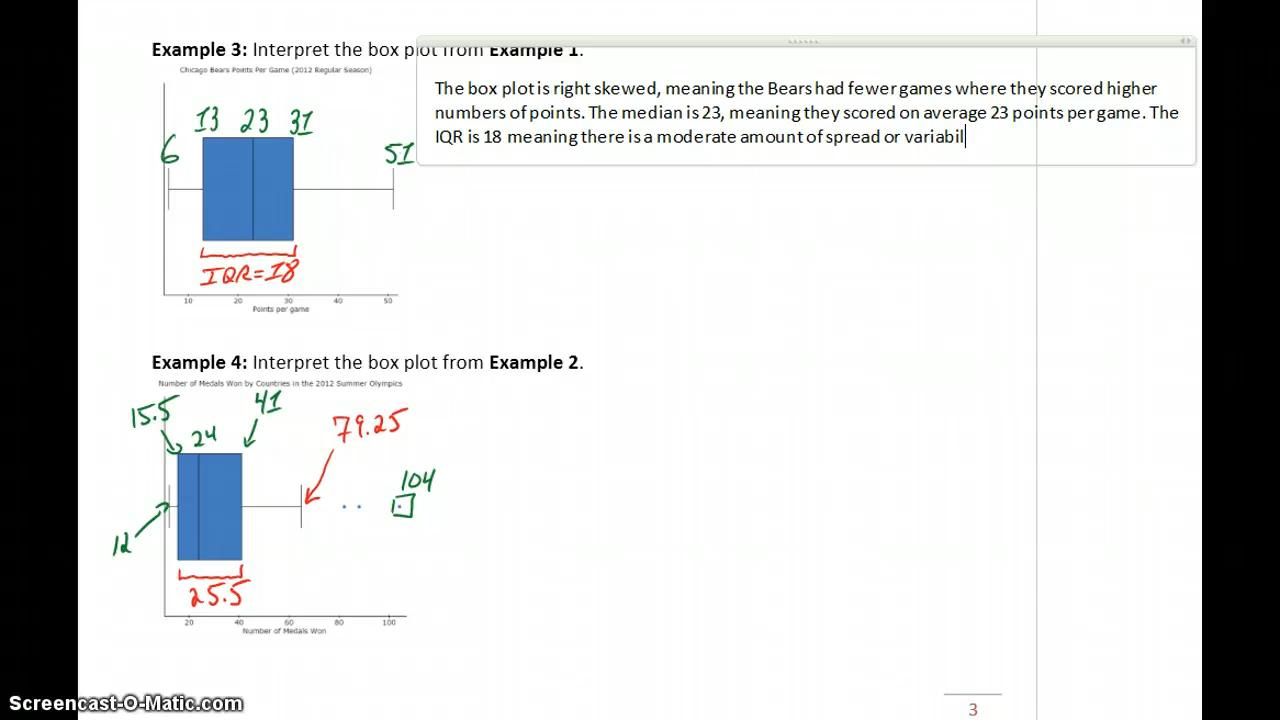 Example 3: Interpret the box plot from Example 1.
Chicago Bears Points Per Game (2012 Regular Season)
The box plot is right skewed, meaning the Bears had fewer games where they scored higher
numbers of points. The median is 23, meaning they scored on average 23 points per game. The
IQR is 18 meaning there is a moderate amount of spread or variabil
13 23 31
6
51
IQR=18
10 20 30 40 50
Points per game
Example 4: Interpret the box plot from Example 2.
Number of Medals Won by Countries in the 2012 Summer Olympics
15.5
41
24
79.25
104
12
25.5
20 40 60 80 100
Number of Medals Won
Screencast-O-Matic.com
3